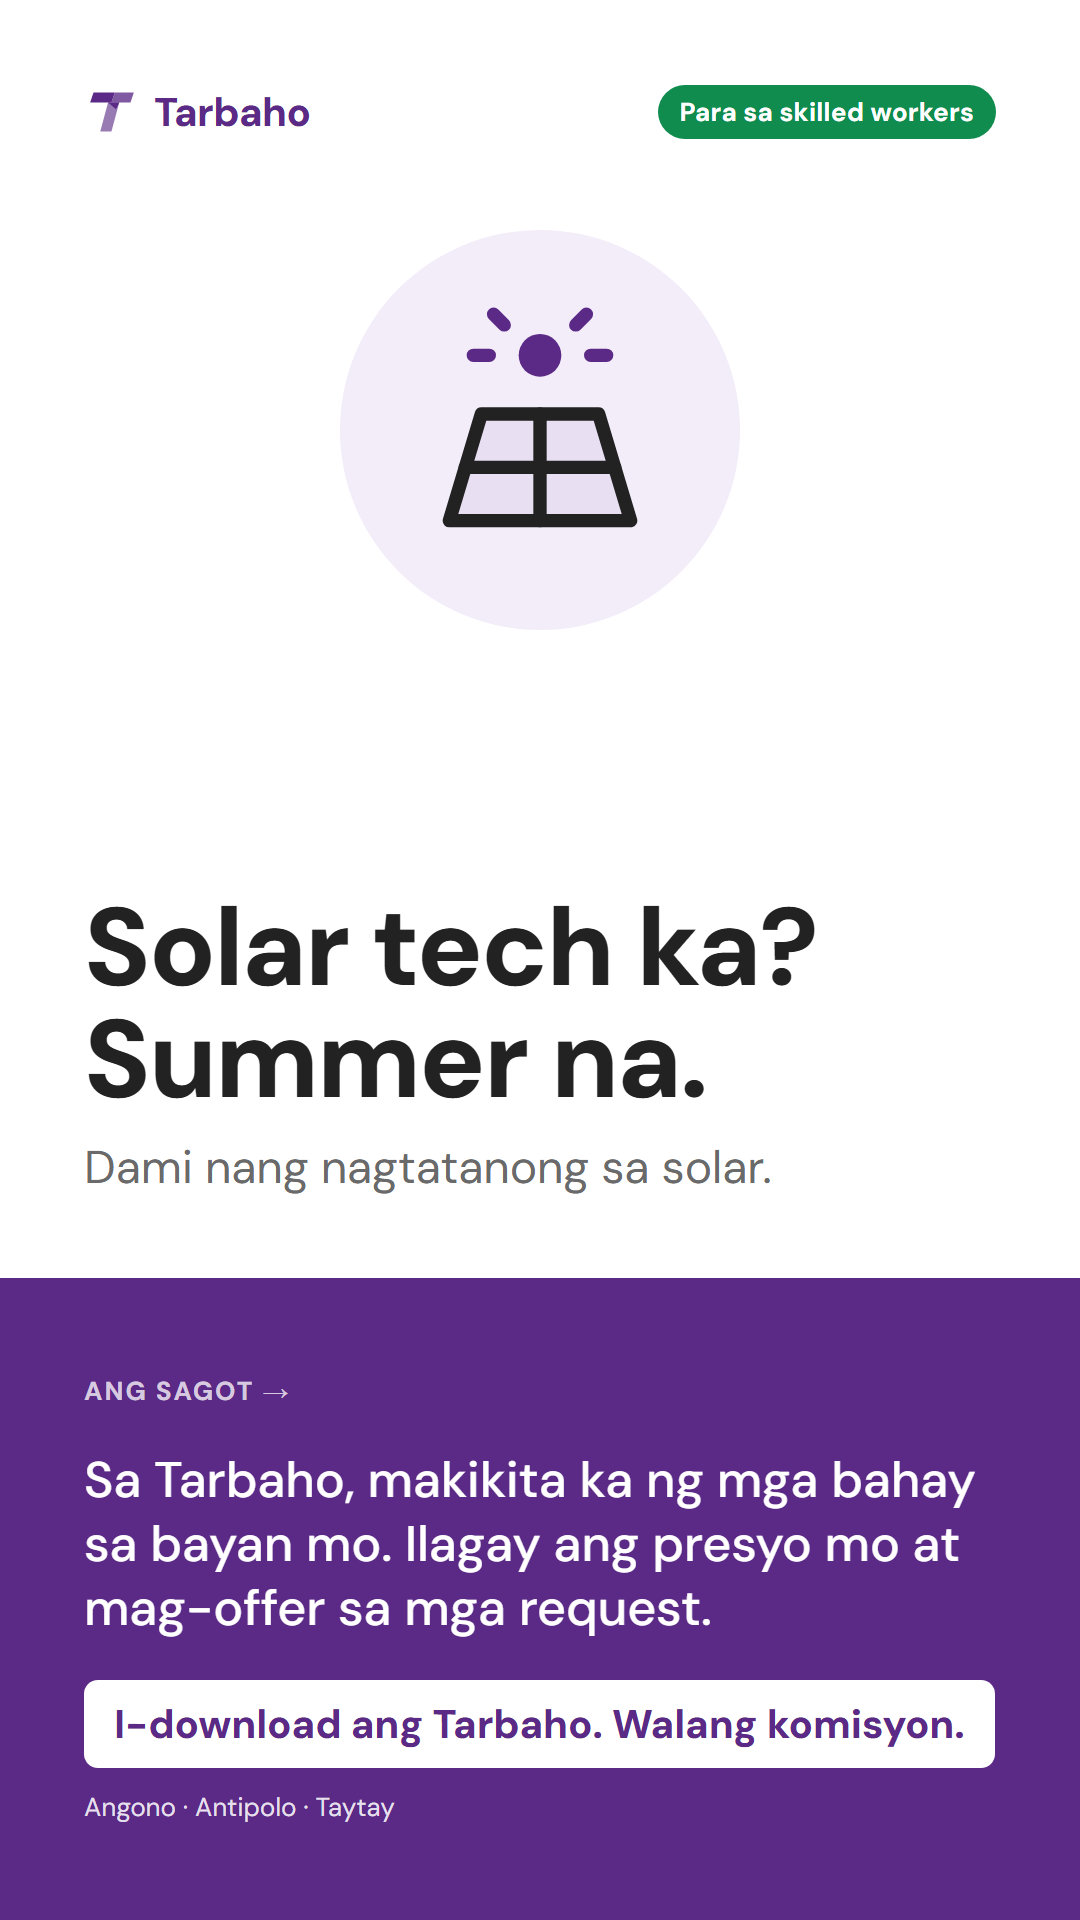 Tarbaho
Para sa skilled workers
Solar tech ka?
Summer na.
Dami nang nagtatanong sa solar.
ANG SAGOT →
Sa Tarbaho, makikita ka ng mga bahay
sa bayan mo. Ilagay ang presyo mo at
mag-offer sa mga request.
I-download ang Tarbaho. Walang komisyon.
Angono · Antipolo · Taytay